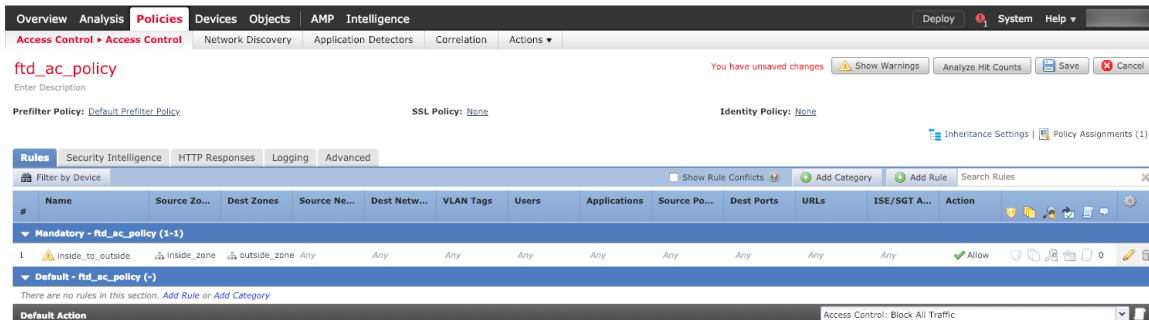 Overview Analysis Policies Devices Objects AMP Intelligence Deploy 1 System Help
Access Control ▸ Access Control Network Discovery Application Detectors Correlation Actions
ftd_ac_policy You have unsaved changes Show Warnings Analyze Hit Counts Save Cancel
Enter Description
Prefilter Policy: Default Prefilter Policy SSL Policy: None Identity Policy: None
Inheritance Settings | Policy Assignments (1)
Rules Security Intelligence HTTP Responses Logging Advanced
Filter by Device Show Rule Conflicts Add Category Add Rule Search Rules
# Name Source Zo... Dest Zones Source Ne... Dest Netw... VLAN Tags Users Applications Source Po... Dest Ports URLs ISE/SGT A... Action
Mandatory - ftd_ac_policy (1-1)
1 inside_to_outside inside_zone outside_zone Any Any Any Any Any Any Any Any Any Allow 0
Default - ftd_ac_policy (-)
There are no rules in this section. Add Rule or Add Category
Default Action Access Control: Block All Traffic